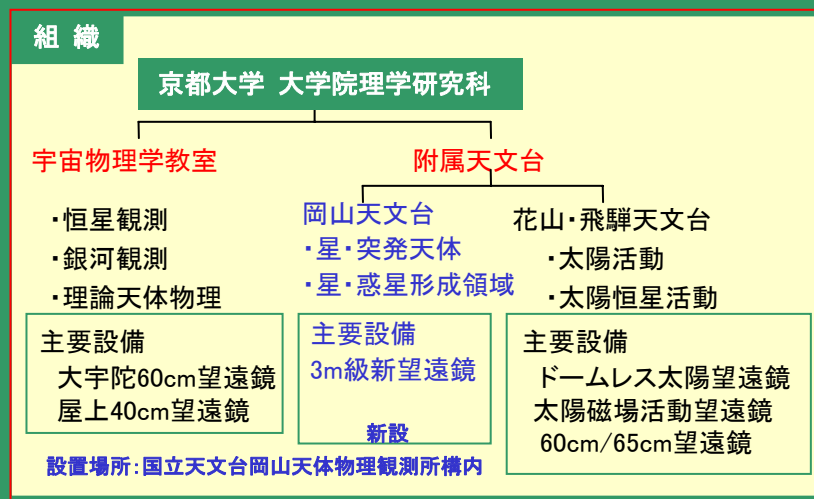 組 織
京都大学 大学院理学研究科
宇宙物理学教室
・恒星観測
・銀河観測
・理論天体物理
主要設備
大宇陀60cm望遠鏡
屋上40cm望遠鏡
附属天文台
岡山天文台
・星・突発天体
・星・惑星形成領域
主要設備
3m級新望遠鏡
新設
設置場所:国立天文台岡山天体物理観測所構内
花山・飛騨天文台
・太陽活動
・太陽恒星活動
主要設備
ドームレス太陽望遠鏡
太陽磁場活動望遠鏡
60cm/65cm望遠鏡